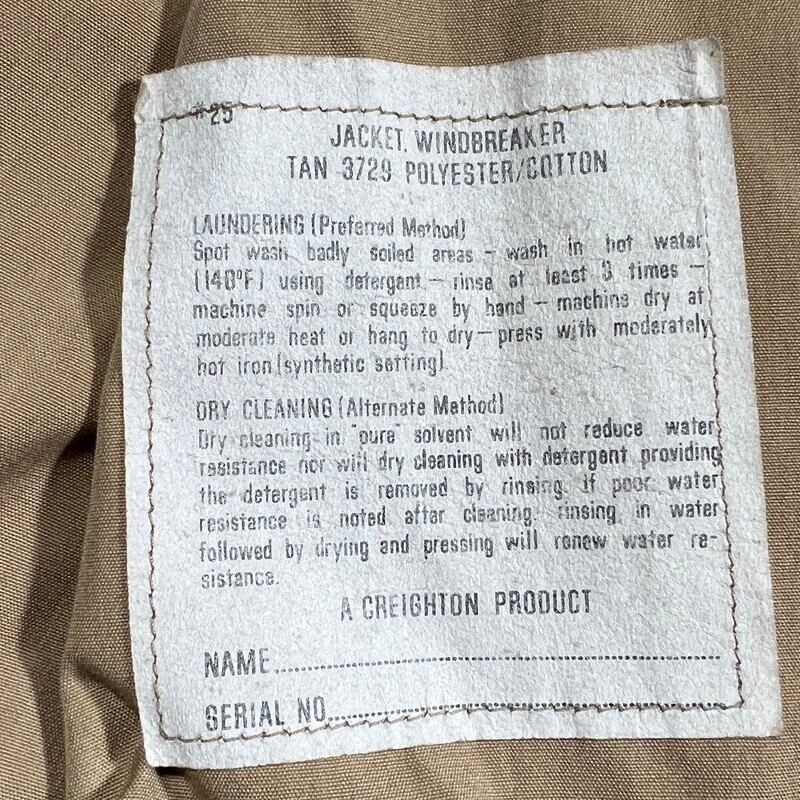 #25
JACKET, WINDBREAKER
TAN 3729 POLYESTER/COTTON
LAUNDERING (Preferred Method)
Spot wash badly soiled areas – wash in hot water
(140°F) using detergent – rinse at least 3 times –
machine spin or squeeze by hand – machine dry at
moderate heat or hang to dry – press with moderately
hot iron (synthetic setting).
DRY CLEANING (Alternate Method)
Dry cleaning in "pure" solvent will not reduce water
resistance nor will dry cleaning with detergent providing
the detergent is removed by rinsing. If poor water
resistance is noted after cleaning, rinsing in water
followed by drying and pressing will renew water re-
sistance.
A CREIGHTON PRODUCT
NAME
SERIAL NO.